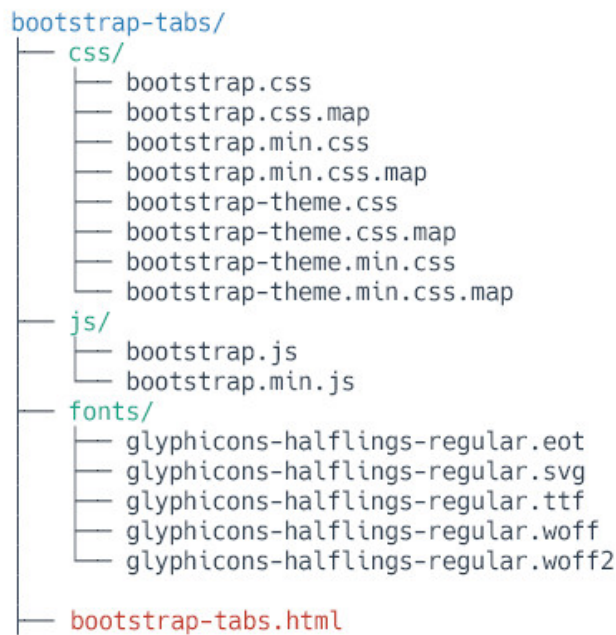 bootstrap-tabs/
css/
bootstrap.css
bootstrap.css.map
bootstrap.min.css
bootstrap.min.css.map
bootstrap-theme.css
bootstrap-theme.css.map
bootstrap-theme.min.css
bootstrap-theme.min.css.map
js/
bootstrap.js
bootstrap.min.js
fonts/
glyphicons-halflings-regular.eot
glyphicons-halflings-regular.svg
glyphicons-halflings-regular.ttf
glyphicons-halflings-regular.woff
glyphicons-halflings-regular.woff2
bootstrap-tabs.html